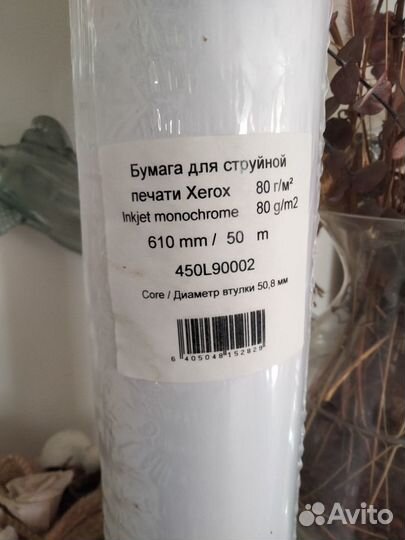 Бумага для струйной
печати Xerox 80 г/м²
Inkjet monochrome 80 g/m2
610 mm / 50 m
450L90002
Core / Диаметр втулки 50,8 мм
6 405048 152829
Avito